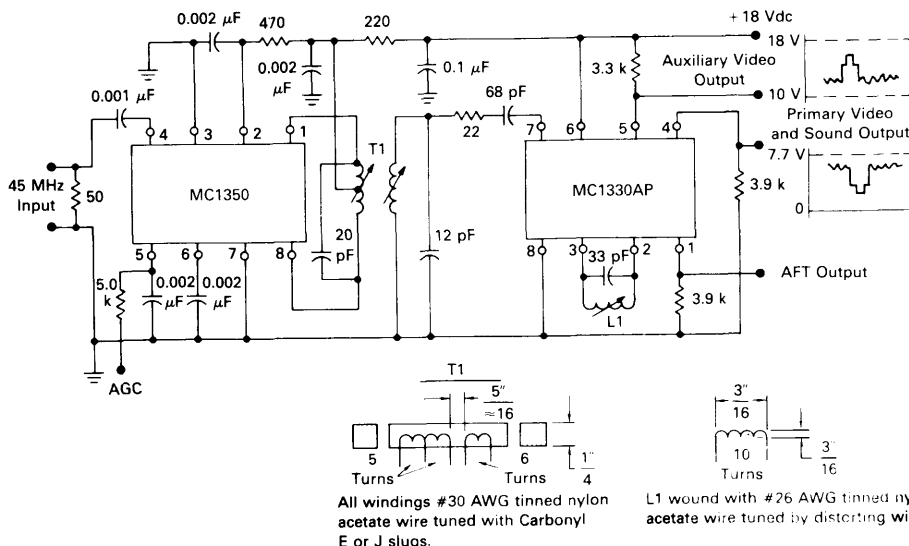 0.002 µF
470
220
+ 18 Vdc
0.002
µF
0.1 µF
3.3 k
Auxiliary Video
Output
18 V
10 V
0.001
µF
68 pF
22
Primary Video
and Sound Output
7.7 V
0
4
3
2
1
T1
7
6
5
4
45 MHz
Input
50
MC1350
MC1330AP
3.9 k
20
pF
12 pF
5
6
7
8
8
3
2
1
33 pF
L1
AFT Output
3.9 k
5.0
k
0.002
µF
0.002
µF
AGC
T1
5"
≈16
5
6
Turns
Turns
1"
4
3"
16
10
Turns
3"
16
All windings #30 AWG tinned nylon
acetate wire tuned with Carbonyl
E or J slugs.
L1 wound with #26 AWG tinned ny
acetate wire tuned by distorting wi